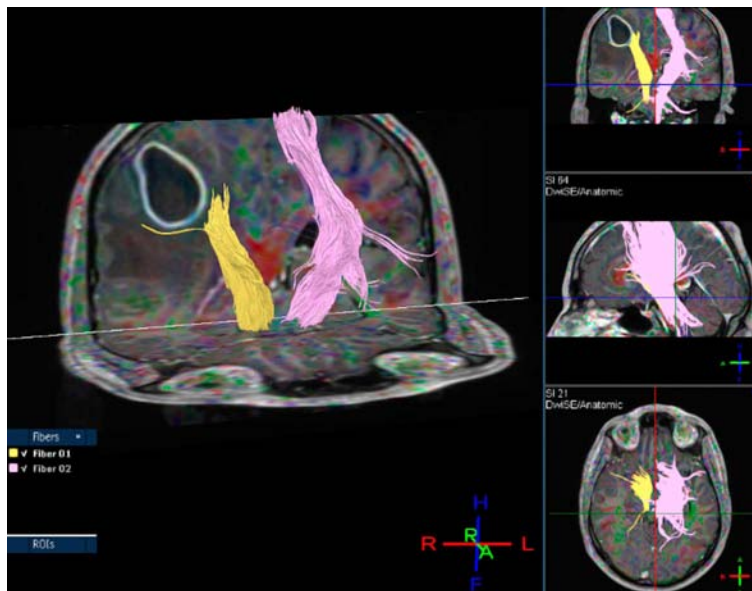 SI 64
DwiSE/Anatomic
SI 21
DwiSE/Anatomic
Fibers
Fiber 01
Fiber 02
ROIs
H
R
R
L
A
F